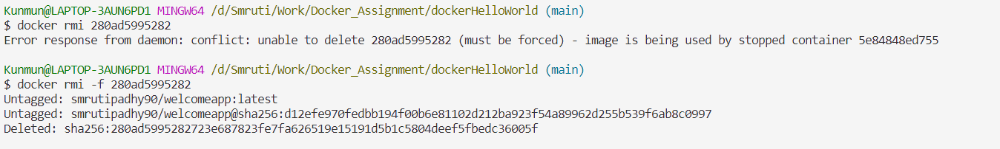 Kunmun@LAPTOP-3AUN6PD1 MINGW64 /d/Smruti/Work/Docker_Assignment/dockerHelloWorld (main)
$ docker rmi 280ad5995282
Error response from daemon: conflict: unable to delete 280ad5995282 (must be forced) - image is being used by stopped container 5e84848ed755
Kunmun@LAPTOP-3AUN6PD1 MINGW64 /d/Smruti/Work/Docker_Assignment/dockerHelloWorld (main)
$ docker rmi -f 280ad5995282
Untagged: smrutipadhy90/welcomeapp:latest
Untagged: smrutipadhy90/welcomeapp@sha256:d12efe970fedbb194f00b6e81102d212ba923f54a89962d255b539f6ab8c0997
Deleted: sha256:280ad5995282723e687823fe7fa626519e15191d5b1c5804deef5fbedc36005f